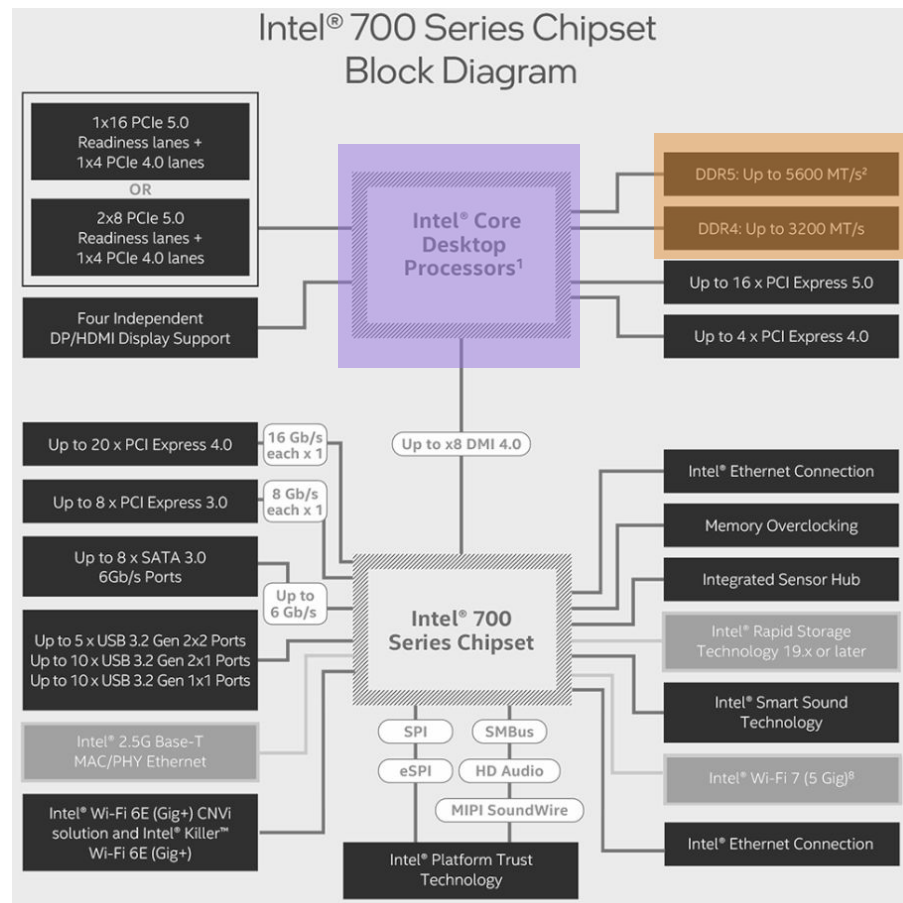 Intel® 700 Series Chipset
Block Diagram
1x16 PCIe 5.0
Readiness lanes +
1x4 PCIe 4.0 lanes
OR
2x8 PCIe 5.0
Readiness lanes +
1x4 PCIe 4.0 lanes
Four Independent
DP/HDMI Display Support
Intel® Core
Desktop
Processors¹
DDR5: Up to 5600 MT/s²
DDR4: Up to 3200 MT/s
Up to 16 x PCI Express 5.0
Up to 4 x PCI Express 4.0
Up to x8 DMI 4.0
Up to 20 x PCI Express 4.0
16 Gb/s
each x 1
Up to 8 x PCI Express 3.0
8 Gb/s
each x 1
Up to 8 x SATA 3.0
6Gb/s Ports
Up to
6 Gb/s
Up to 5 x USB 3.2 Gen 2x2 Ports
Up to 10 x USB 3.2 Gen 2x1 Ports
Up to 10 x USB 3.2 Gen 1x1 Ports
Intel® 2.5G Base-T
MAC/PHY Ethernet
Intel® Wi-Fi 6E (Gig+) CNVi
solution and Intel® Killer™
Wi-Fi 6E (Gig+)
Intel® 700
Series Chipset
SPI
eSPI
SMBus
HD Audio
MIPI SoundWire
Intel® Platform Trust
Technology
Intel® Ethernet Connection
Memory Overclocking
Integrated Sensor Hub
Intel® Rapid Storage
Technology 19.x or later
Intel® Smart Sound
Technology
Intel® Wi-Fi 7 (5 Gig)⁸
Intel® Ethernet Connection